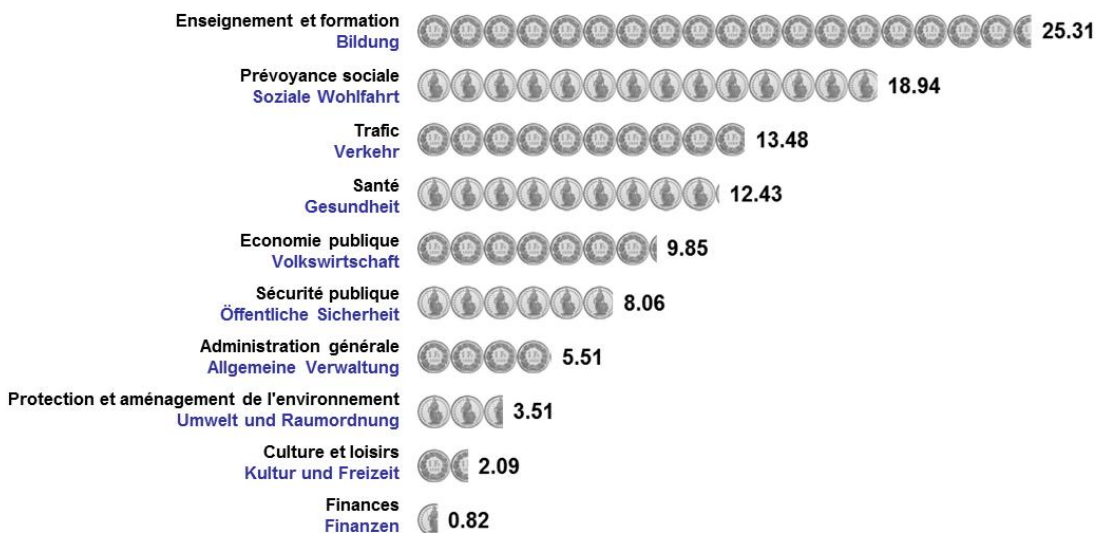 Enseignement et formation
Bildung
25.31
Prévoyance sociale
Soziale Wohlfahrt
18.94
Trafic
Verkehr
13.48
Santé
Gesundheit
12.43
Economie publique
Volkswirtschaft
9.85
Sécurité publique
Öffentliche Sicherheit
8.06
Administration générale
Allgemeine Verwaltung
5.51
Protection et aménagement de l'environnement
Umwelt und Raumordnung
3.51
Culture et loisirs
Kultur und Freizeit
2.09
Finances
Finanzen
0.82